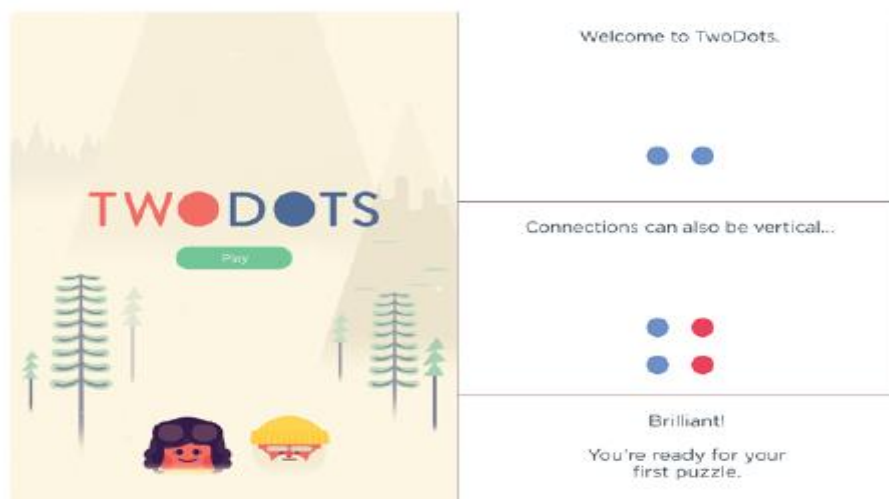 TWODOTS
Play
Welcome to TwoDots.
Connections can also be vertical...
Brilliant!
You're ready for your
first puzzle.